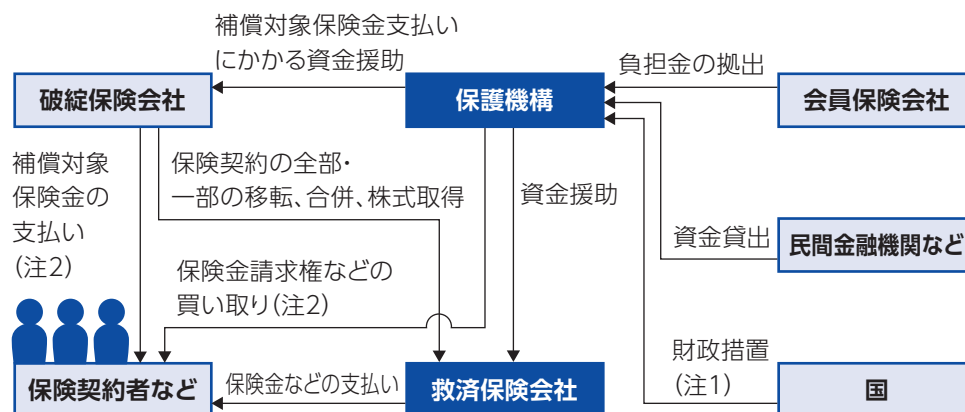 補償対象保険金支払い
にかかる資金援助
負担金の拠出
破綻保険会社
保護機構
会員保険会社
補償対象
保険金の
支払い
(注2)
保険契約の全部・
一部の移転、合併、株式取得
資金援助
資金貸出
民間金融機関など
保険金請求権などの
買い取り(注2)
財政措置
(注1)
保険契約者など
保険金などの支払い
救済保険会社
国